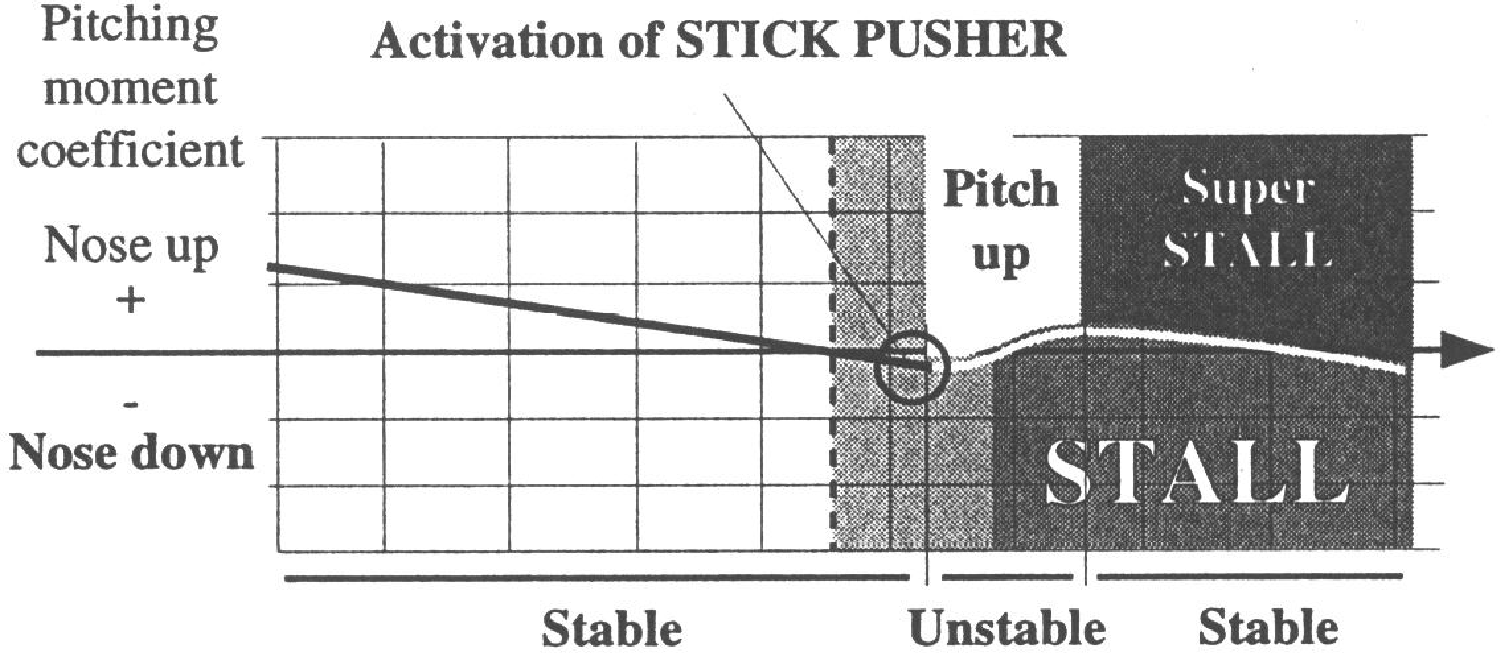 Pitching
moment
coefficient
Activation of STICK PUSHER
Nose up
+
-
Nose down
Pitch
up
Super
STALL
STALL
Stable
Unstable
Stable